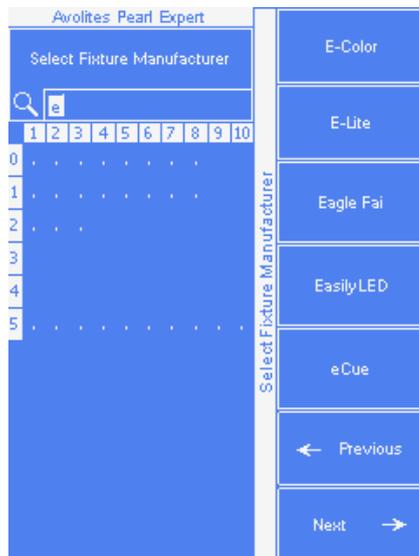 Avolites Pearl Expert
Select Fixture Manufacturer
e
1 2 3 4 5 6 7 8 9 10
0
1
2
3
4
5
Select Fixture Manufacturer
E-Color
E-Lite
Eagle Fai
EasilyLED
eCue
← Previous
Next →